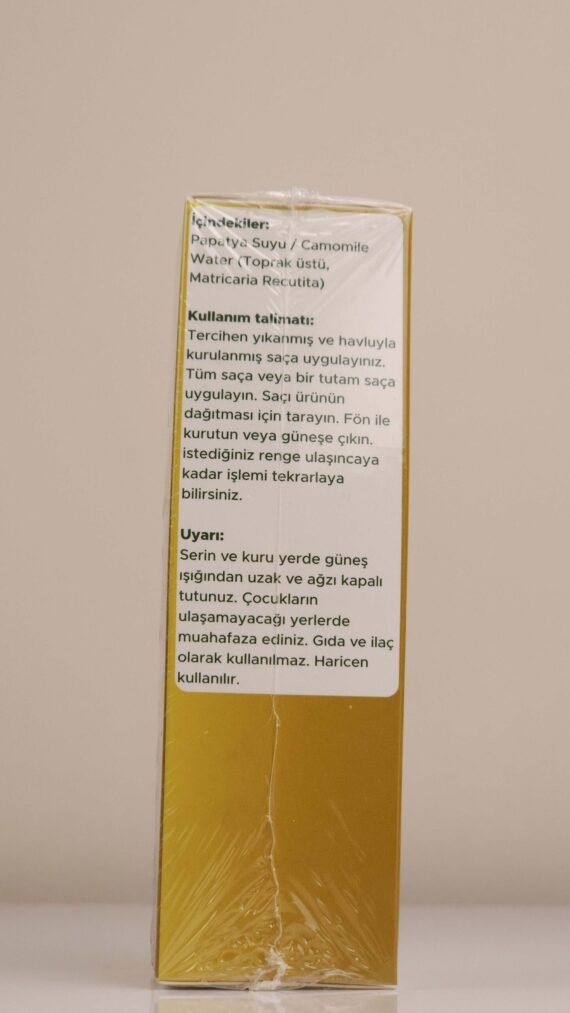 İçindekiler:
Papatya Suyu / Camomile
Water (Toprak üstü,
Matricaria Recutita)
Kullanım talimatı:
Tercihen yıkanmış ve havluyla
kurulanmış saça uygulayınız.
Tüm saça veya bir tutam saça
uygulayın. Saçı ürünün
dağıtması için tarayın. Fön ile
kurutun veya güneşe çıkın.
istediğiniz renge ulaşıncaya
kadar işlemi tekrarlaya
bilirsiniz.
Uyarı:
Serin ve kuru yerde güneş
ışığından uzak ve ağzı kapalı
tutunuz. Çocukların
ulaşamayacağı yerlerde
muahafaza ediniz. Gıda ve ilaç
olarak kullanılmaz. Haricen
kullanılır.